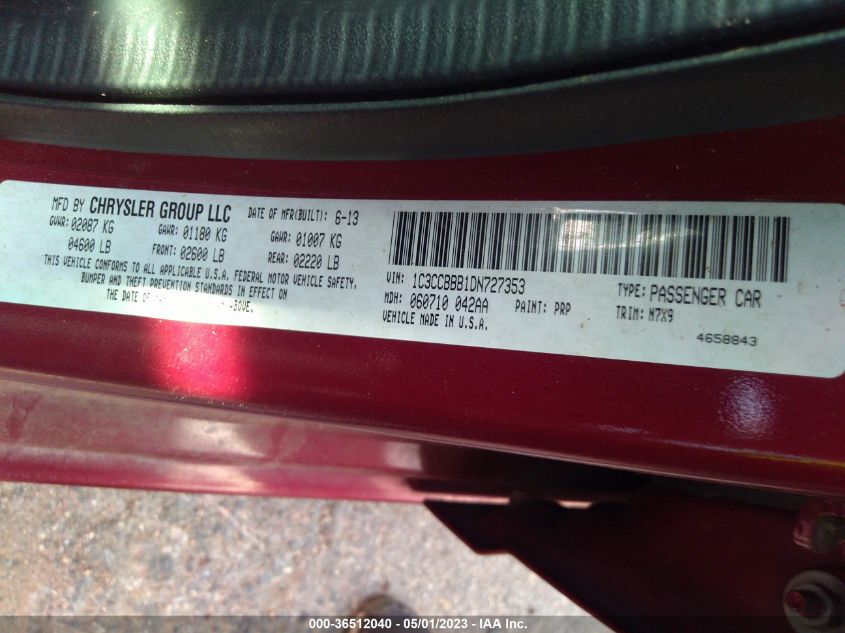 MFD BY CHRYSLER GROUP LLC DATE OF MFR(BUILT): 6-13
GVWR: 02087 KG GAWR: 01180 KG GAWR: 01007 KG
04600 LB FRONT: 02600 LB REAR: 02220 LB
THIS VEHICLE CONFORMS TO ALL APPLICABLE U.S.A. FEDERAL MOTOR VEHICLE SAFETY,
BUMPER AND THEFT PREVENTION STANDARDS IN EFFECT ON
THE DATE OF
VIN: 1C3CCBBB1DN727353 TYPE: PASSENGER CAR
MDH: 060710 042AA PAINT: PRP TRIM: N7X9
VEHICLE MADE IN U.S.A. 4658843
000-36512040 — 05/01/2023 — IAA Inc.